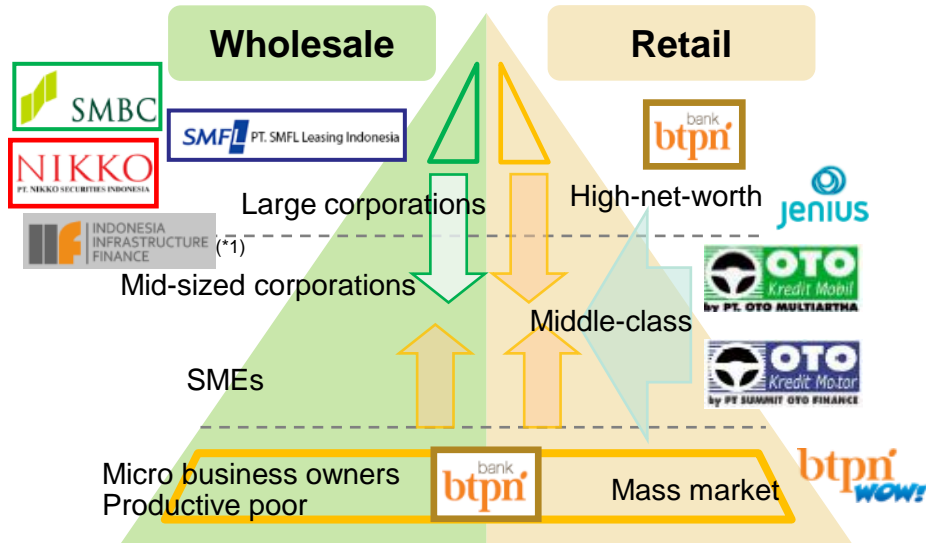 Wholesale
Retail
SMBC
SMFL PT. SMFL Leasing Indonesia
NIKKO
PT. NIKKO SECURITIES INDONESIA
bank
btpn
Large corporations
High-net-worth
jenius
INDONESIA
INFRASTRUCTURE
FINANCE
(*1)
Mid-sized corporations
OTO
Kredit Mobil
by PT. OTO MULTIARTHA
Middle-class
SMEs
OTO
Kredit Motor
by PT SUMMIT OTO FINANCE
Micro business owners
Productive poor
bank
btpn
Mass market
btpn
WOW!